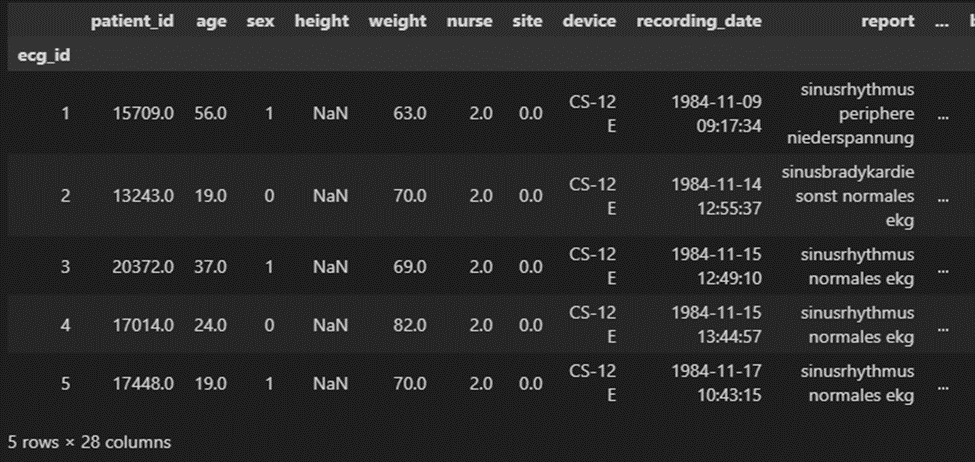 patient_id age sex height weight nurse site device recording_date report ...
ecg_id
1 15709.0 56.0 1 NaN 63.0 2.0 0.0 CS-12 E 1984-11-09 09:17:34 sinusrhythmus periphere niederspannung ...
2 13243.0 19.0 0 NaN 70.0 2.0 0.0 CS-12 E 1984-11-14 12:55:37 sinusbradykardie sonst normales ekg ...
3 20372.0 37.0 1 NaN 69.0 2.0 0.0 CS-12 E 1984-11-15 12:49:10 sinusrhythmus normales ekg ...
4 17014.0 24.0 0 NaN 82.0 2.0 0.0 CS-12 E 1984-11-15 13:44:57 sinusrhythmus normales ekg ...
5 17448.0 19.0 1 NaN 70.0 2.0 0.0 CS-12 E 1984-11-17 10:43:15 sinusrhythmus normales ekg ...
5 rows × 28 columns